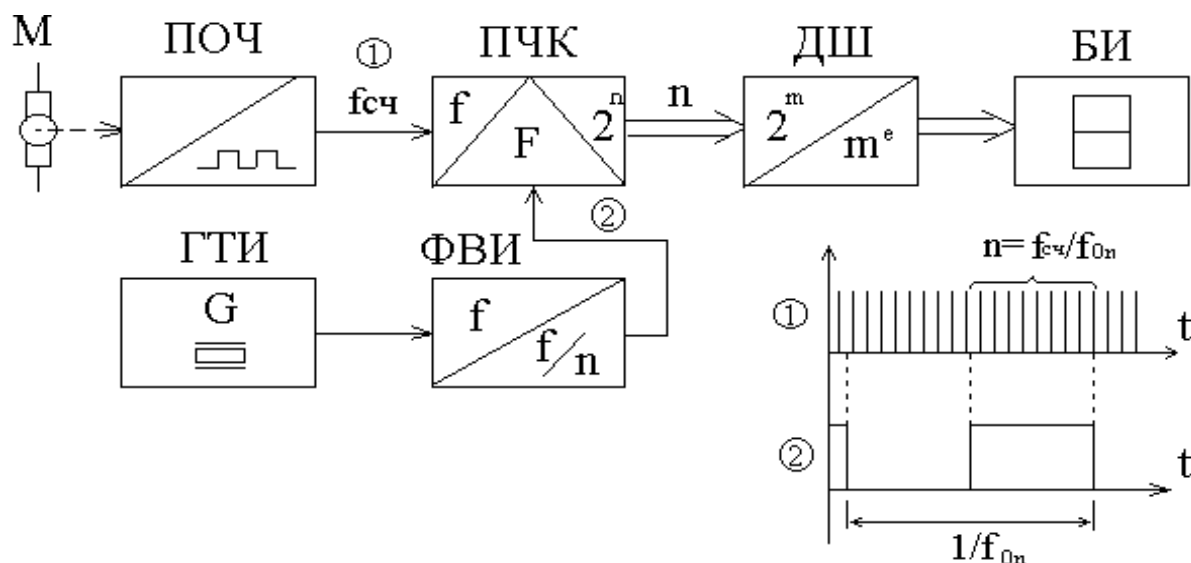 М ПОЧ ПЧК ДШ БИ
①
fсч f F 2ⁿ n 2ᵐ mᵉ
②
ГТИ ФВИ
G f f/n
n= fсч/f₀ₙ
① t
② t
1/f₀ₙ